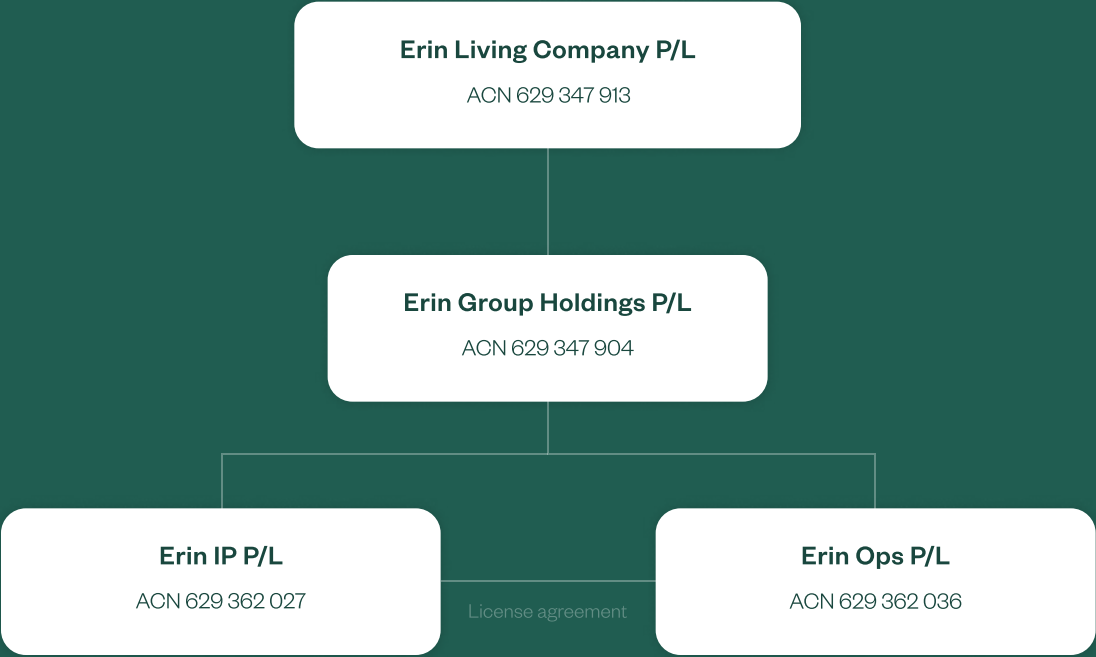 Erin Living Company P/L
ACN 629 347 913
Erin Group Holdings P/L
ACN 629 347 904
Erin IP P/L
ACN 629 362 027
License agreement
Erin Ops P/L
ACN 629 362 036